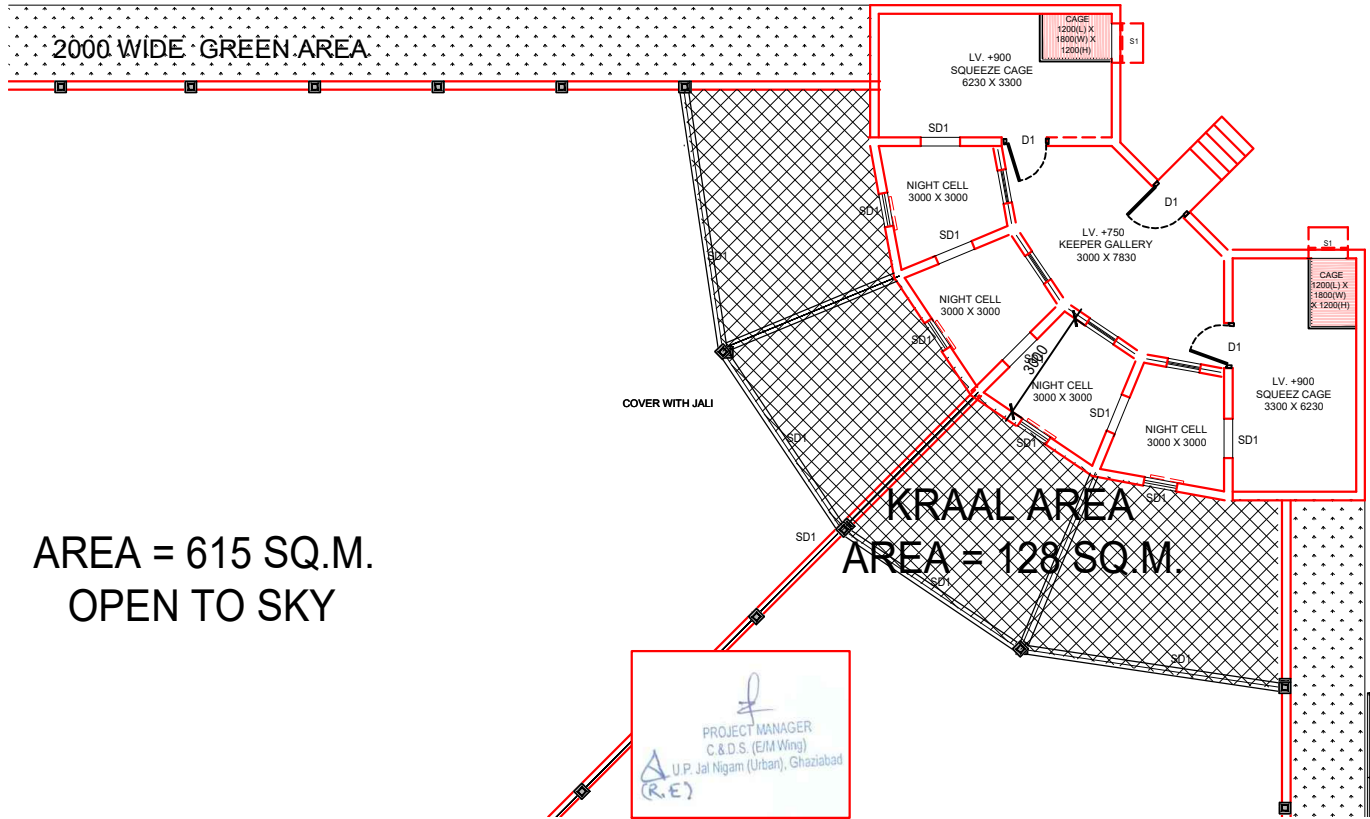 2000 WIDE GREEN AREA
CAGE
1200(L) X
1800(W) X
1200(H)
S1
LV. +900
SQUEEZE CAGE
6230 X 3300
SD1
D1
NIGHT CELL
3000 X 3000
SD1
SD1
D1
LV. +750
KEEPER GALLERY
3000 X 7830
S1
SD1
CAGE
1200(L) X
1800(W)
X 1200(H)
NIGHT CELL
3000 X 3000
SD1
SD1
3000
D1
NIGHT CELL
3000 X 3000
LV. +900
SQUEEZ CAGE
3300 X 6230
COVER WITH JALI
SD1
NIGHT CELL
3000 X 3000
SD1
SD1
SD1
SD1
KRAAL AREA
AREA = 128 SQ.M.
SD1
SD1
SD1
AREA = 615 SQ.M.
OPEN TO SKY
PROJECT MANAGER
C.& D.S. (E/M Wing)
U.P. Jal Nigam (Urban), Ghaziabad
(R.E)